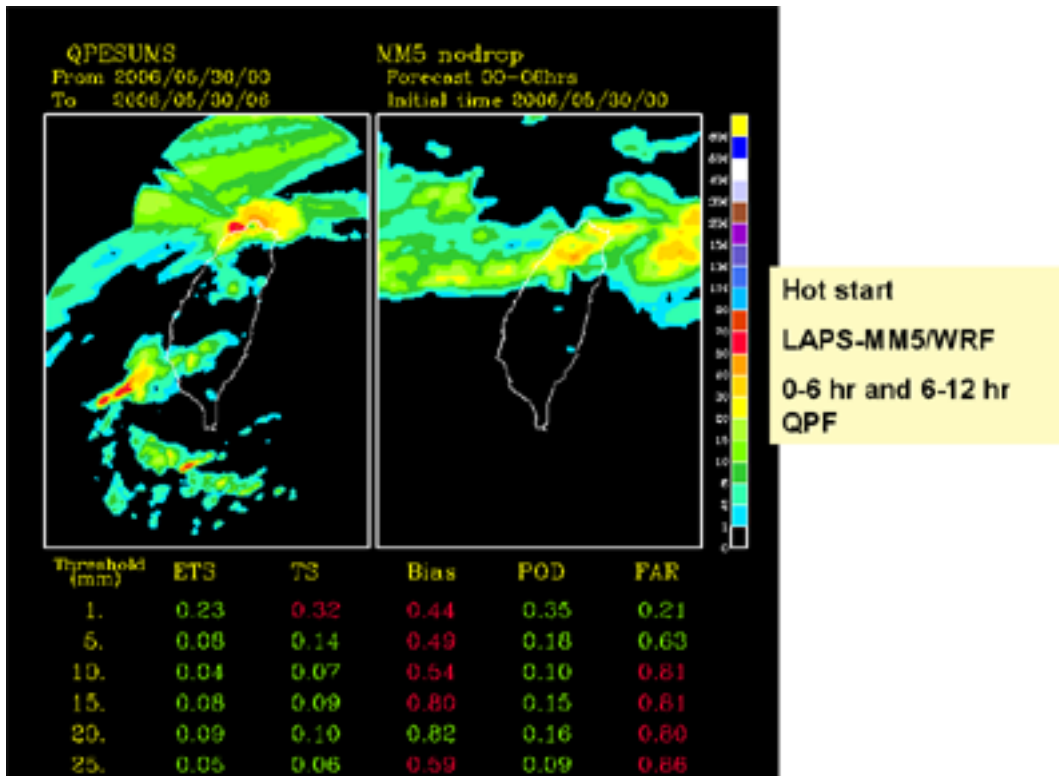 QPESUMS
From 2006/05/30/00
To 2006/05/30/06
MM5 nodrop
Forecast 00-06hrs
Initial time 2006/05/30/00
Hot start
LAPS-MM5/WRF
0-6 hr and 6-12 hr
QPF
Threshold (mm) ETS TS Bias POD FAR
1. 0.23 0.32 0.44 0.35 0.21
5. 0.08 0.14 0.49 0.18 0.63
10. 0.04 0.07 0.54 0.10 0.81
15. 0.08 0.09 0.80 0.15 0.81
20. 0.09 0.10 0.82 0.16 0.80
25. 0.05 0.06 0.59 0.09 0.86